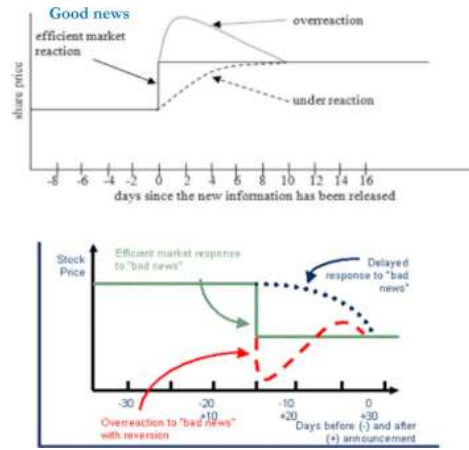 Good news
efficient market
reaction
overreaction
under reaction
share price
-8 -6 -4 -2 0 2 4 6 8 10 12 14 16
days since the new information has been released
Stock
Price
Efficient market response
to "bad news"
Delayed
response to "bad
news"
-30 -20 -10 0
+10 +20 +30
Overreaction to "bad news"
with reversion
Days before (-) and after
(+) announcement